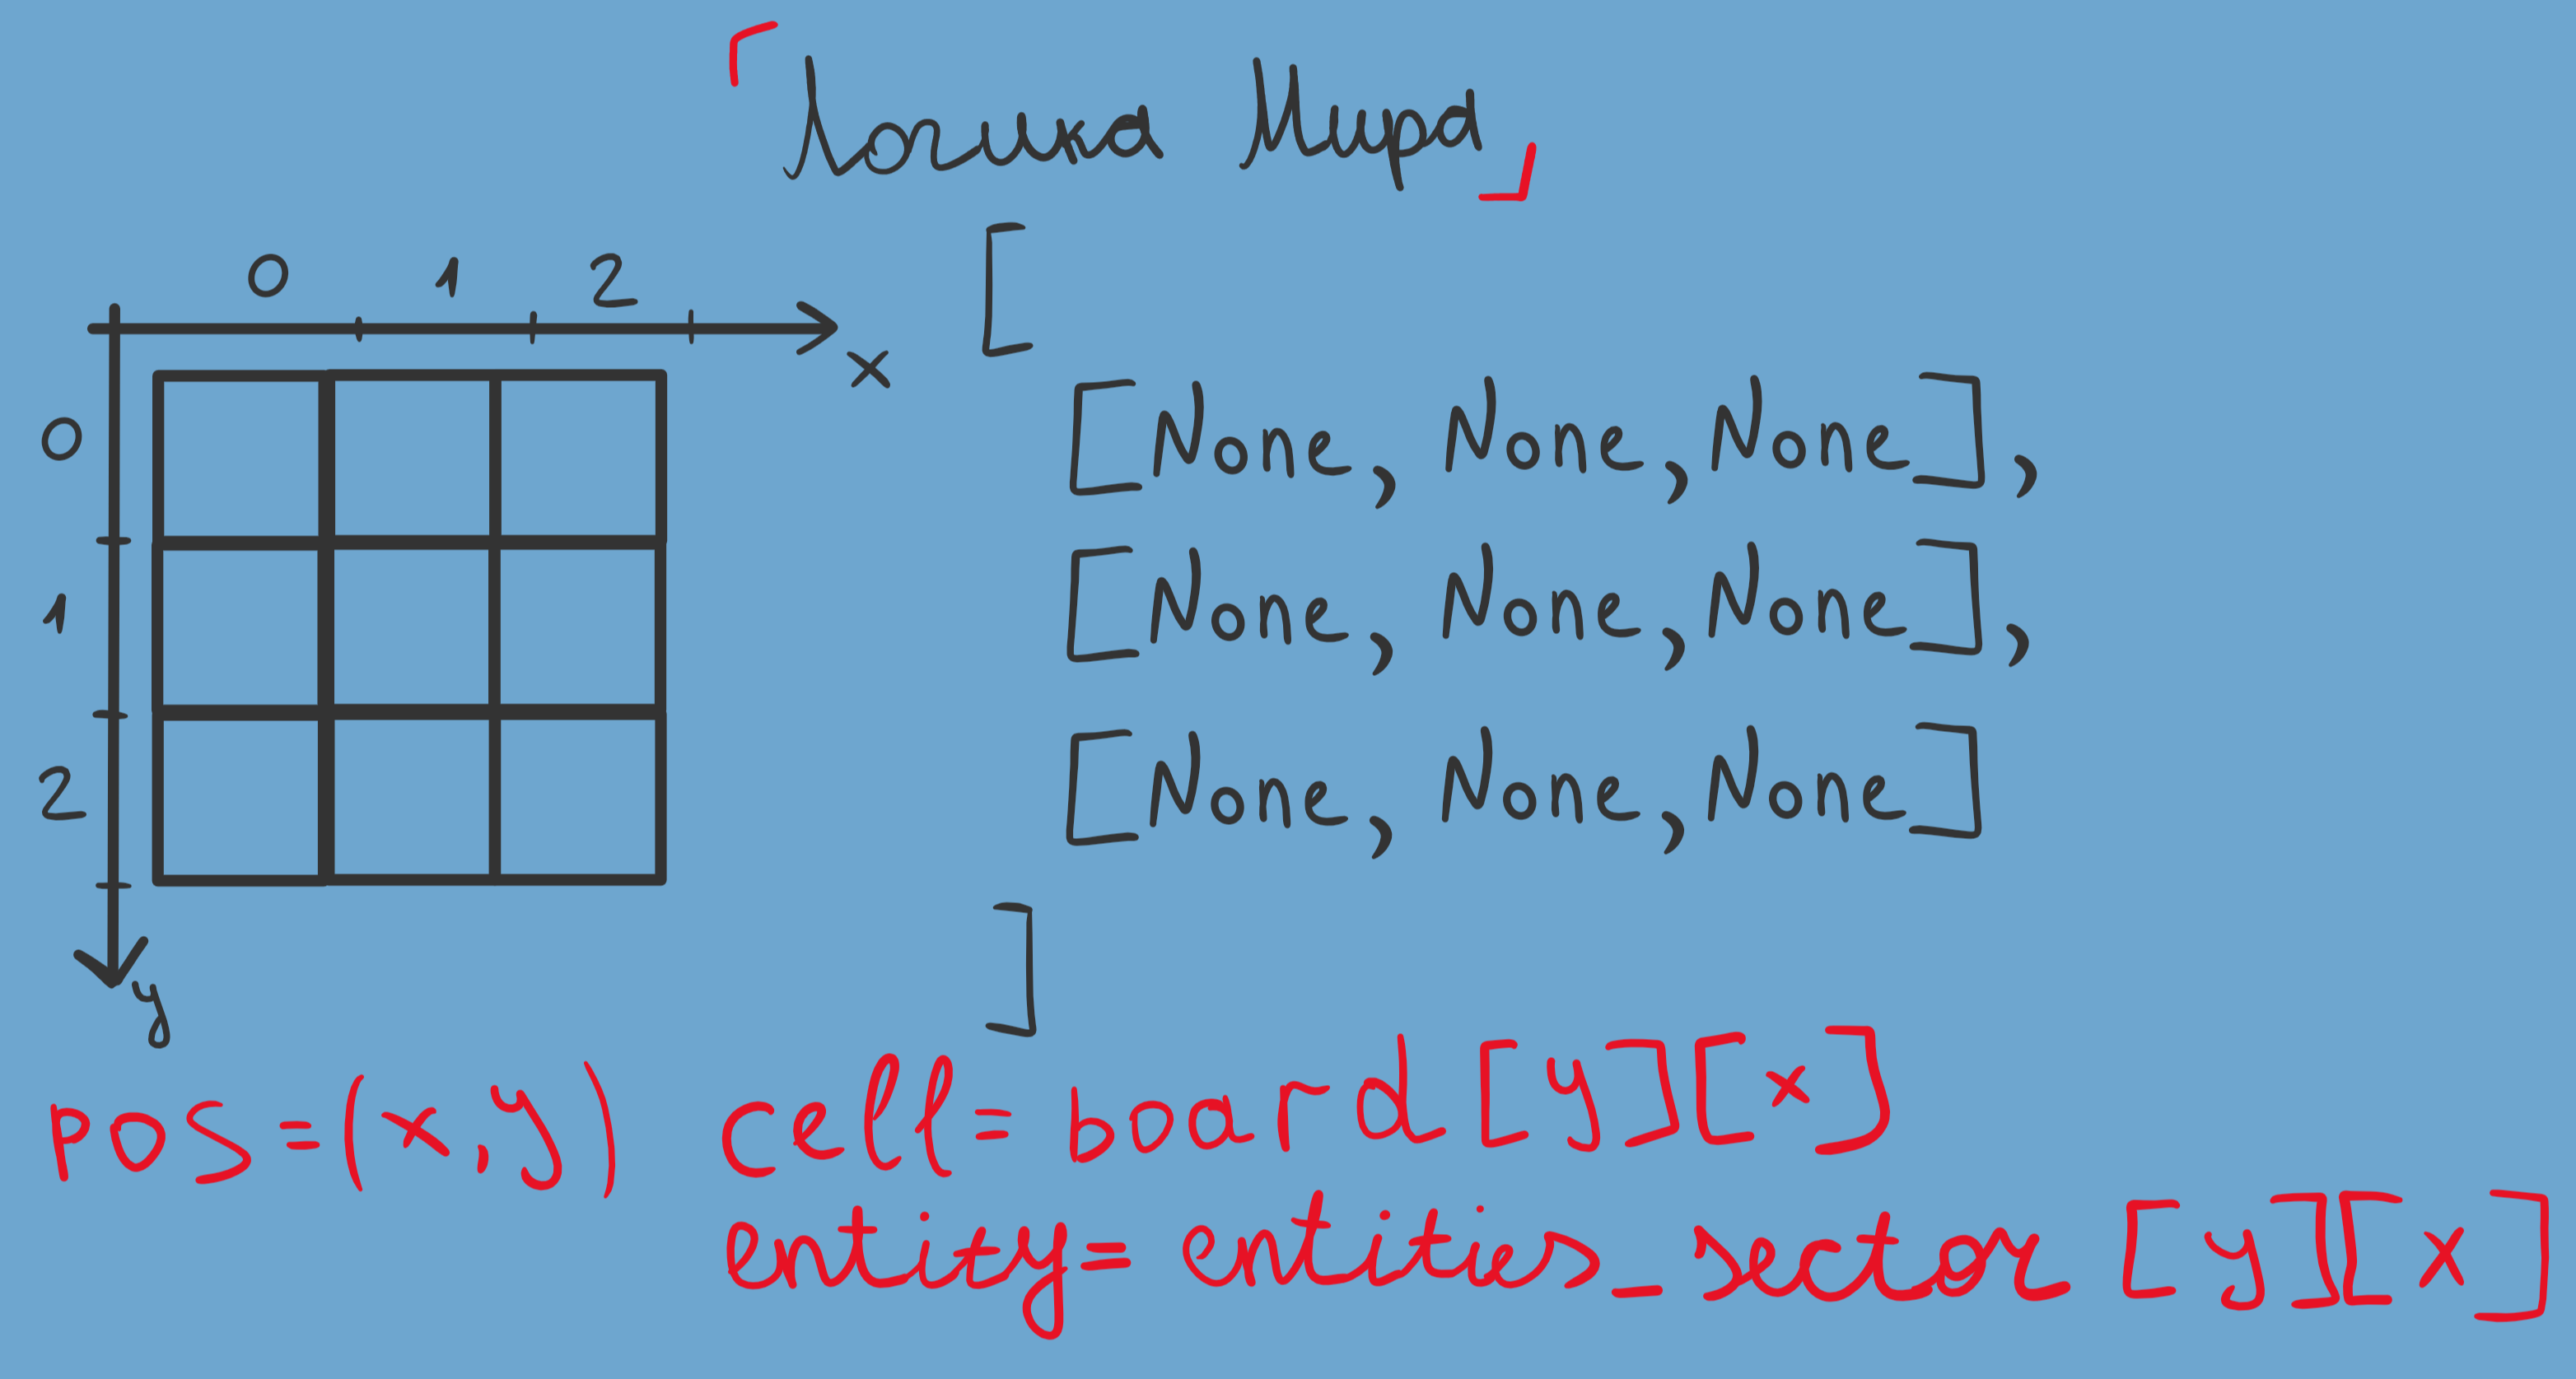 「Логика Мира」
0 1 2
x
0
1
2
y
[
[None, None, None],
[None, None, None],
[None, None, None]
]
pos=(x,y) cell=board[y][x]
entity=entities_sector[y][x]